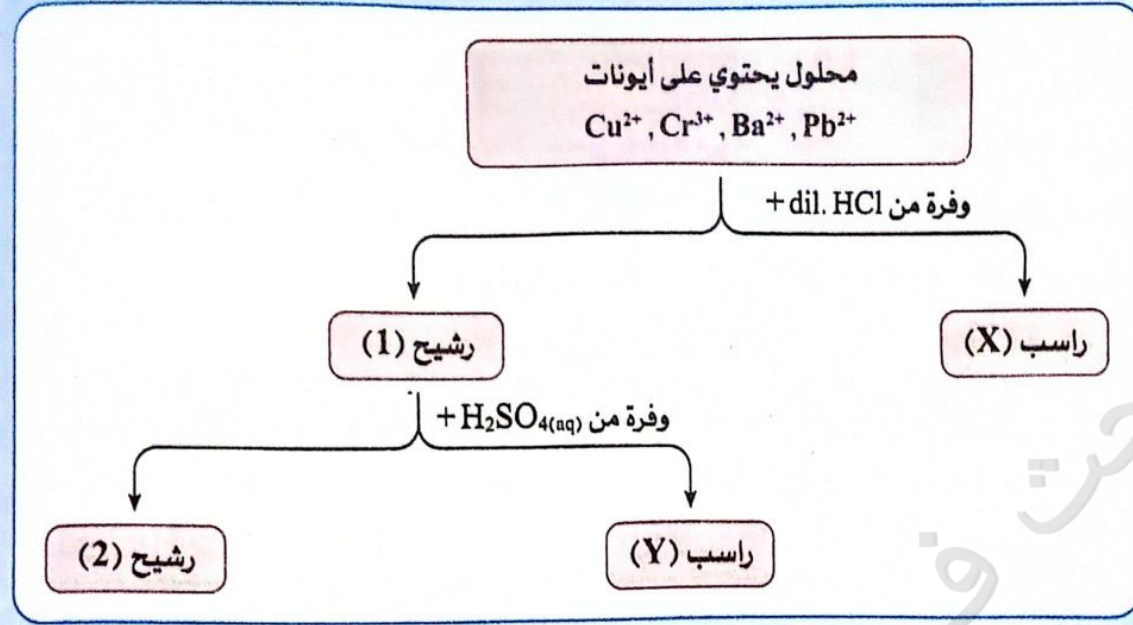 محلول يحتوي على أيونات
Cu²⁺ , Cr³⁺ , Ba²⁺ , Pb²⁺
وفرة من dil. HCl +
راسب (X)
رشيح (1)
وفرة من H₂SO₄(aq) +
راسب (Y)
رشيح (2)